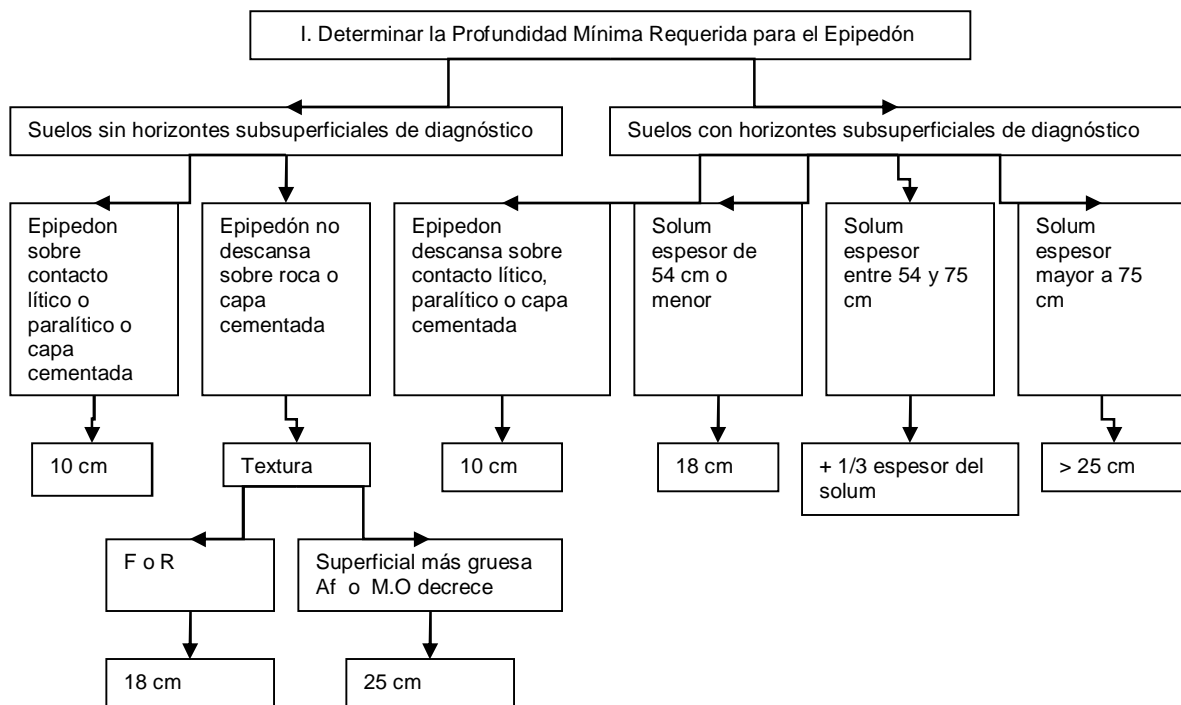 I. Determinar la Profundidad Mínima Requerida para el Epipedón
Suelos sin horizontes subsuperficiales de diagnóstico
Suelos con horizontes subsuperficiales de diagnóstico
Epipedon
sobre
contacto
lítico o
paralítico o
capa
cementada
Epipedón no
descansa
sobre roca o
capa
cementada
Epipedon
descansa sobre
contacto lítico,
paralítico o capa
cementada
Solum
espesor de
54 cm o
menor
Solum
espesor
entre 54 y 75
cm
Solum
espesor
mayor a 75
cm
10 cm
Textura
10 cm
18 cm
+ 1/3 espesor del
solum
> 25 cm
F o R
Superficial más gruesa
Af o M.O decrece
18 cm
25 cm